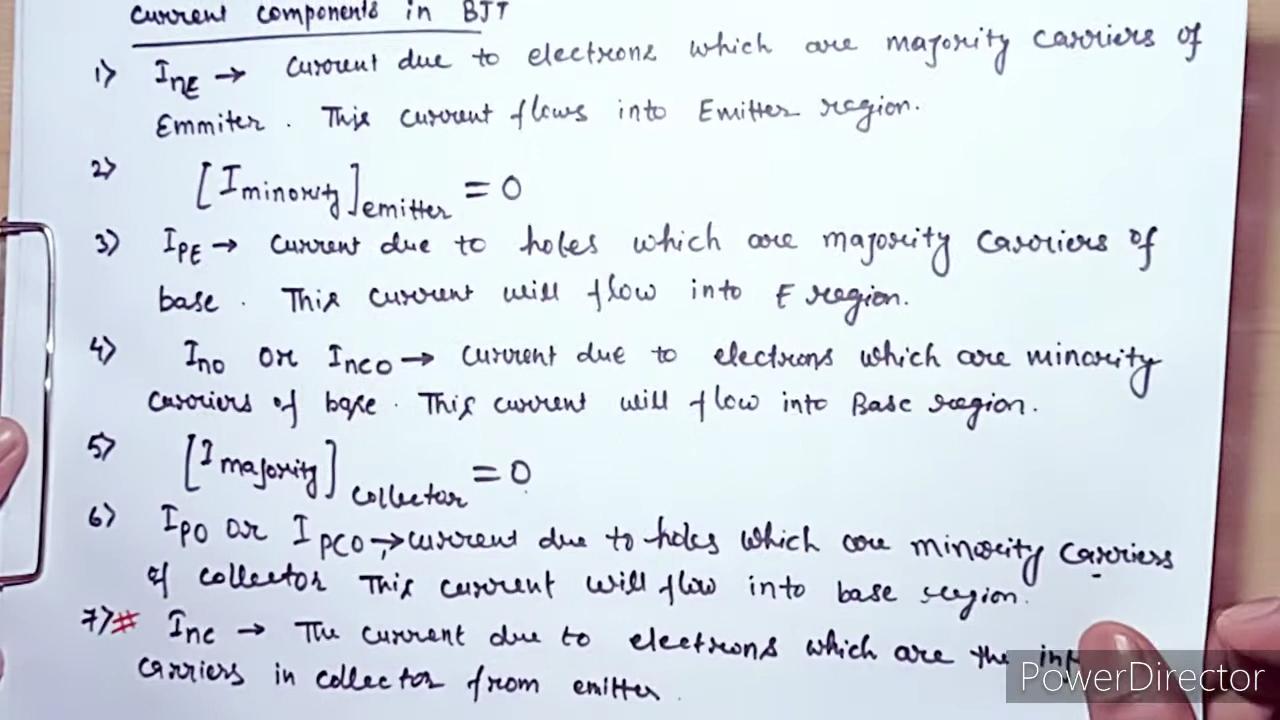 Current components in BJT
1) InE → Current due to electrons which are majority carriers of
Emmiter. This current flows into Emitter region.
2) [I minority] emitter = 0
3) IPE → Current due to holes which are majority carriers of
base. This current will flow into E region.
4) Ino or Inco → Current due to electrons which are minority
carriers of base. This current will flow into Base region.
5) [I majority] collector = 0
6) IPO or IPCO, → current due to holes which are minority carriers
of collector This current will flow into base region.
7) # Inc → The current due to electrons which are the
carriers in collector from emitter.
PowerDirector